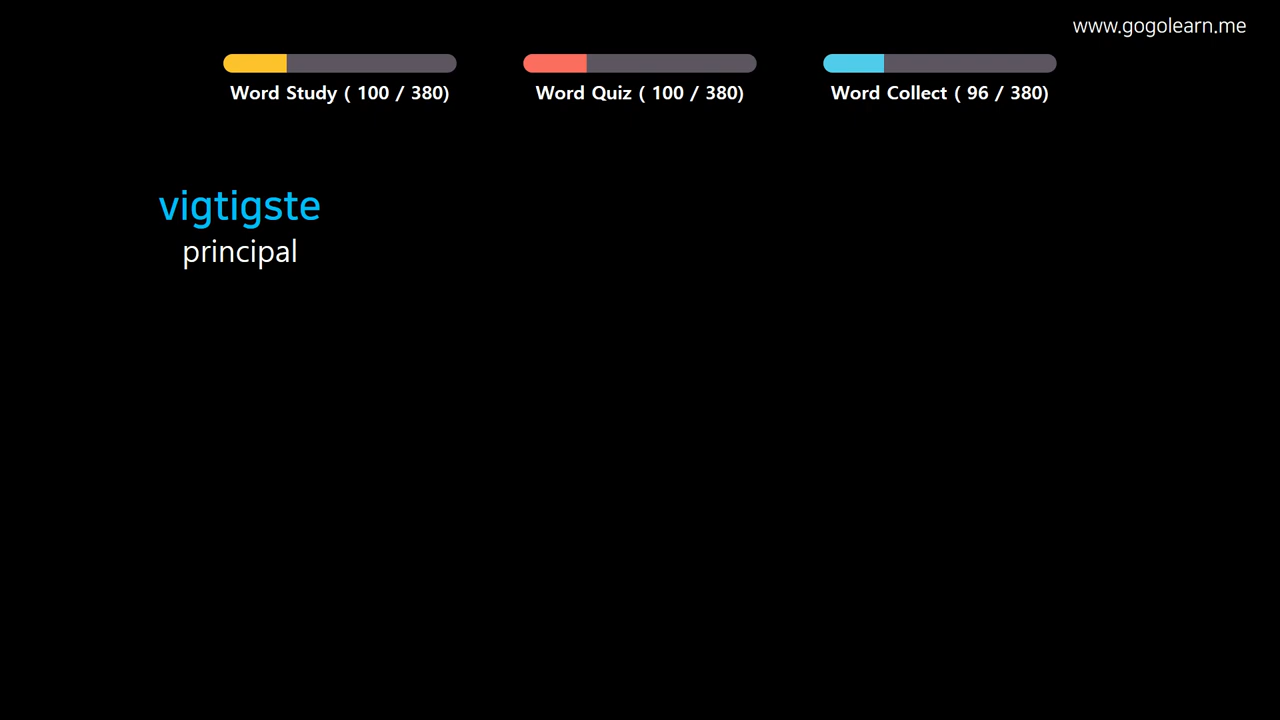 www.gogolearn.me
Word Study ( 100 / 380)
Word Quiz ( 100 / 380)
Word Collect ( 96 / 380)
vigtigste
principal